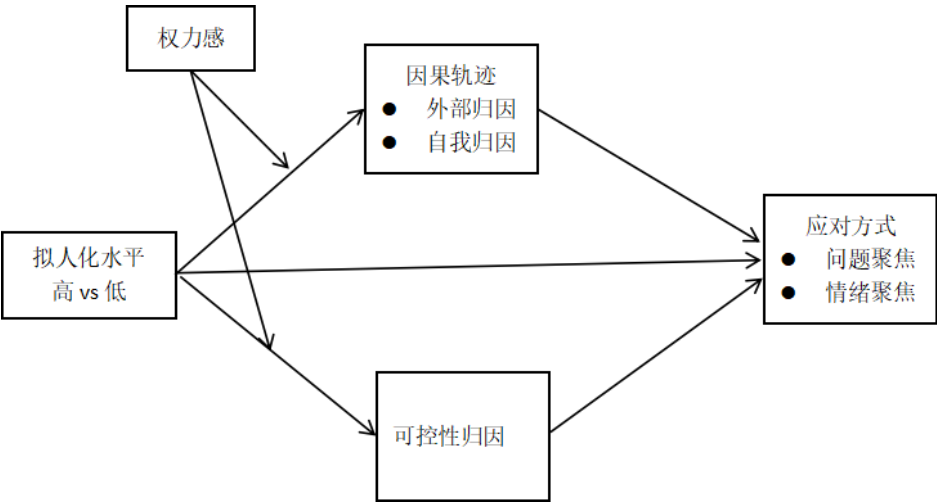 权力感
因果轨迹
● 外部归因
● 自我归因
拟人化水平
高 vs 低
应对方式
● 问题聚焦
● 情绪聚焦
可控性归因